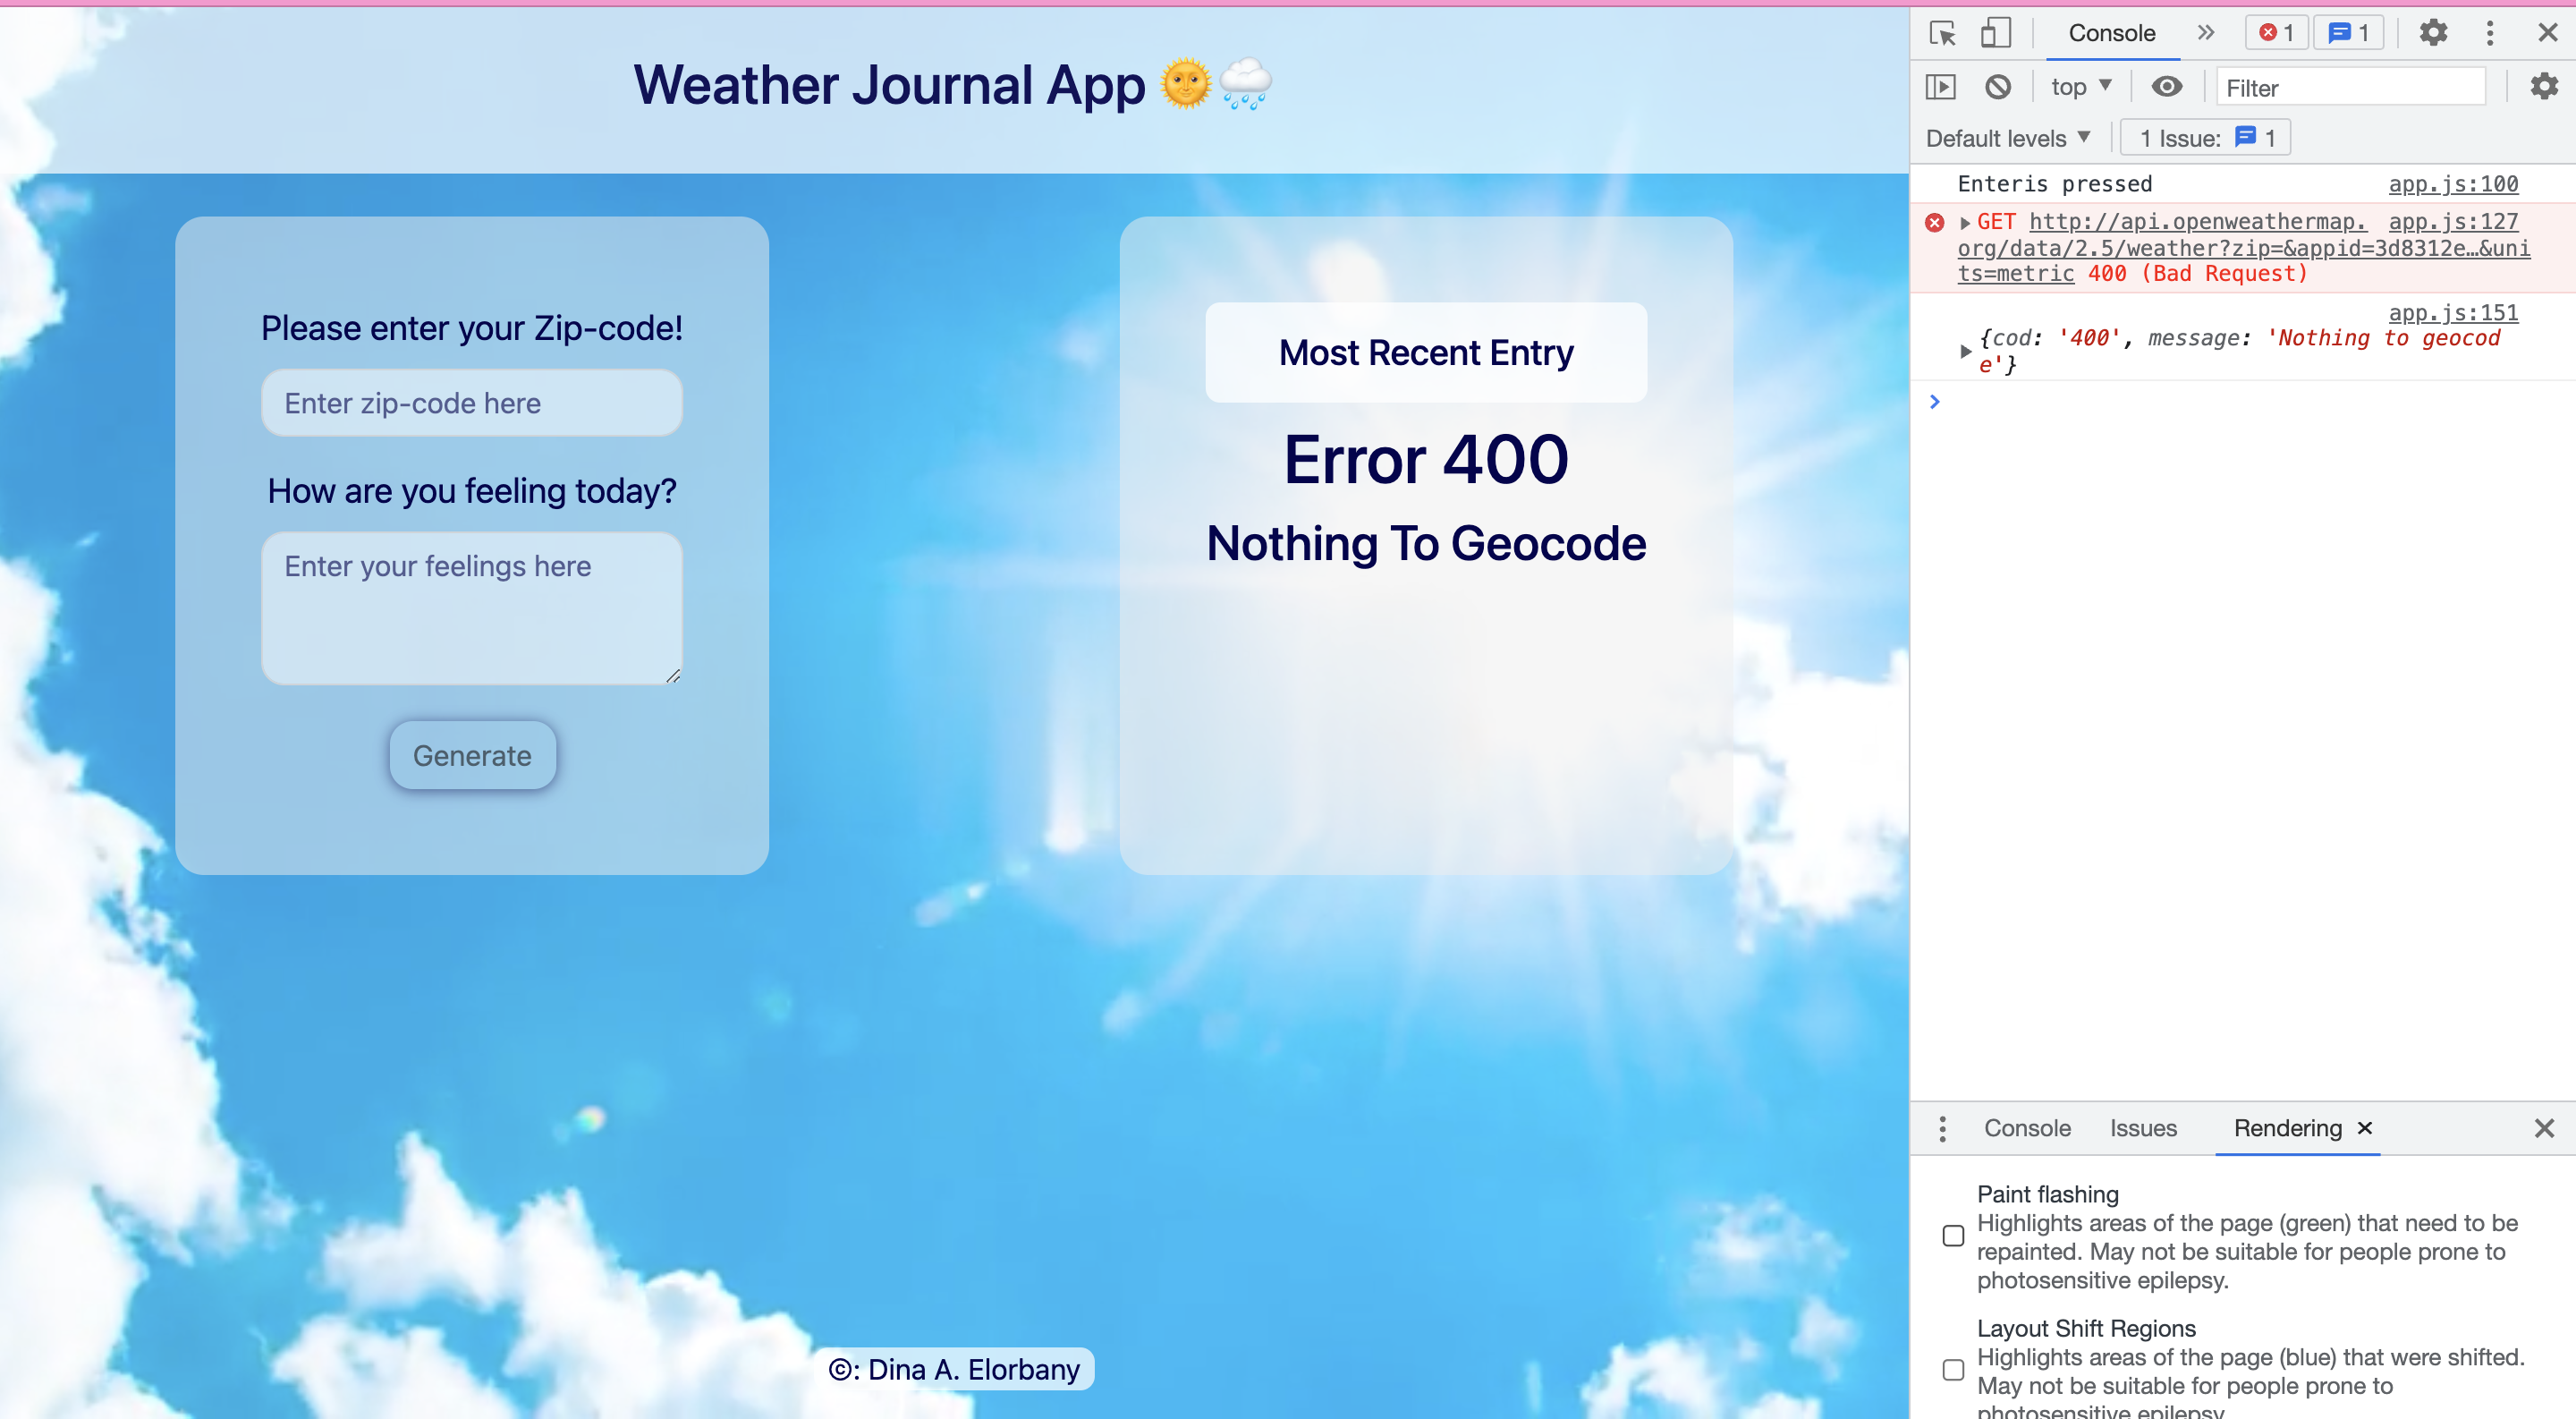 Weather Journal App
Please enter your Zip-code!
Enter zip-code here
How are you feeling today?
Enter your feelings here
Generate
Most Recent Entry
Error 400
Nothing To Geocode
©: Dina A. Elorbany
Console
1
1
top
Filter
Default levels
1 Issue: 1
Enteris pressed app.js:100
GET http://api.openweathermap. app.js:127
org/data/2.5/weather?zip=&appid=3d8312e…&uni
ts=metric 400 (Bad Request)
app.js:151
{cod: '400', message: 'Nothing to geocod
e'}
Console Issues Rendering
Paint flashing
Highlights areas of the page (green) that need to be
repainted. May not be suitable for people prone to
photosensitive epilepsy.
Layout Shift Regions
Highlights areas of the page (blue) that were shifted.
May not be suitable for people prone to
photosensitive epilepsy